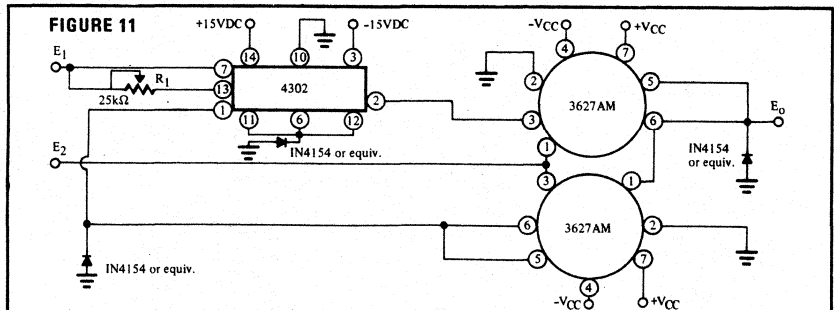 FIGURE 11
+15VDC
-15VDC
-VCC
+VCC
E1
14
10
3
4
7
7
R1
13
4302
2
5
25kΩ
1
2
3627AM
Eo
11
6
12
3
6
IN4154 or equiv.
1
IN4154
or equiv.
E2
3
1
6
3627AM
2
5
7
IN4154 or equiv.
4
-VCC
+VCC